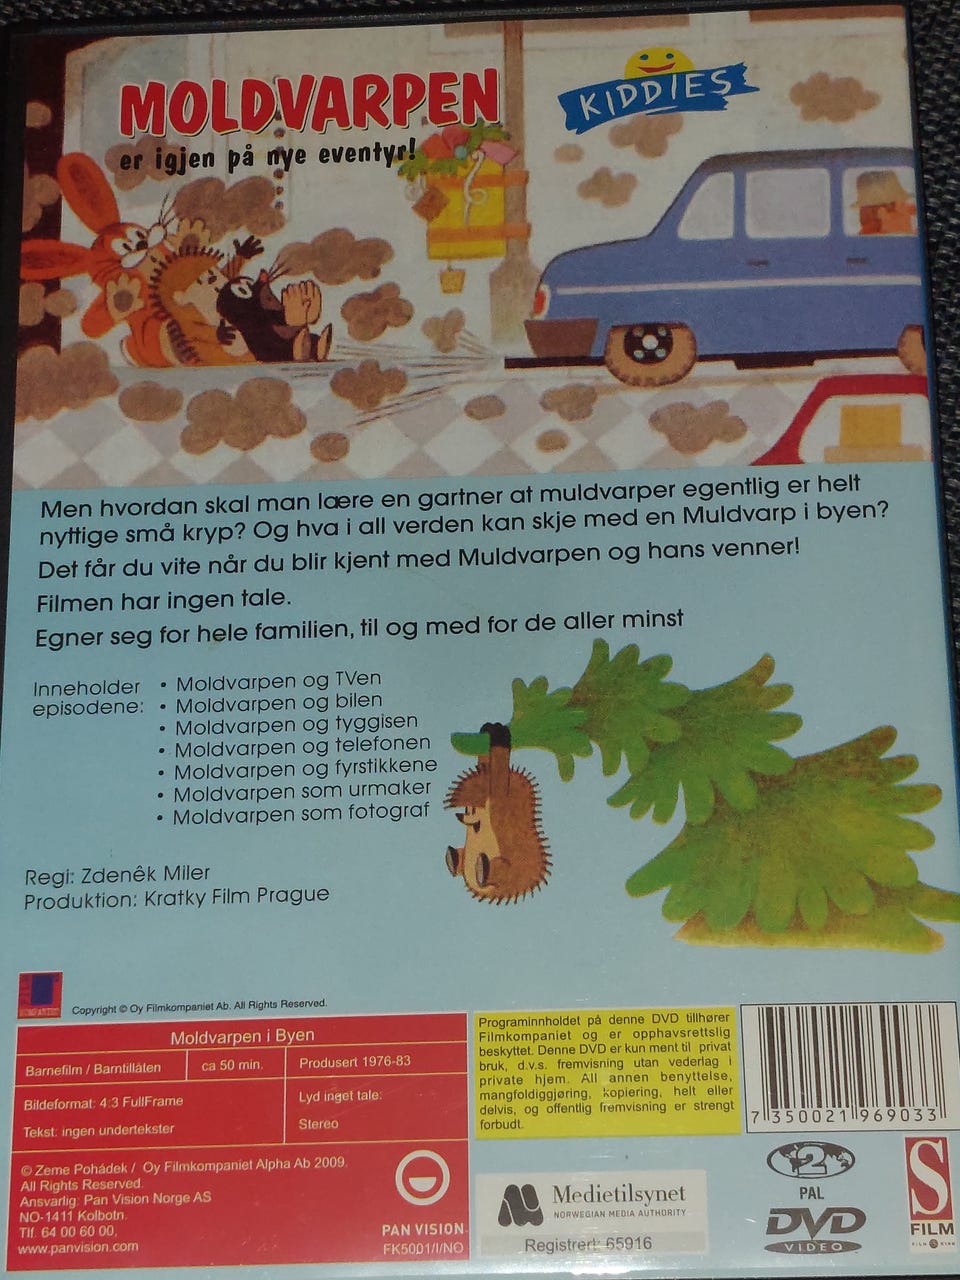 MOLDVARPEN
er igjen på nye eventyr!
KIDDIES
Men hvordan skal man lære en gartner at muldvarper egentlig er helt
nyttige små kryp? Og hva i all verden kan skje med en Muldvarp i byen?
Det får du vite når du blir kjent med Muldvarpen og hans venner!
Filmen har ingen tale.
Egner seg for hele familien, til og med for de aller minst
Inneholder
episodene:
• Moldvarpen og TVen
• Moldvarpen og bilen
• Moldvarpen og tyggisen
• Moldvarpen og telefonen
• Moldvarpen og fyrstikkene
• Moldvarpen som urmaker
• Moldvarpen som fotograf
Regi: Zdenêk Miler
Produktion: Kratky Film Prague
Copyright © Oy Filmkompaniet Ab. All Rights Reserved.
Moldvarpen i Byen
Barnefilm / Barntillåten
ca 50 min.
Produsert 1976-83
Bildeformat: 4:3 FullFrame
Tekst: ingen undertekster
Lyd inget tale:
Stereo
© Zeme Pohádek / Oy Filmkompaniet Alpha Ab 2009.
All Rights Reserved.
Ansvarlig: Pan Vision Norge AS
NO-1411 Kolbotn.
Tlf. 64 00 60 00,
www.panvision.com
PAN VISION
FK5001/I/NO
Programinnholdet på denne DVD tillhører
Filmkompaniet og er opphavsrettslig
beskyttet. Denne DVD er kun ment til privat
bruk, d.v.s. fremvisning utan vederlag i
private hjem. All annen benyttelse,
mangfoldiggjøring, kopiering, helt eller
delvis, og offentlig fremvisning er strengt
forbudt.
7 350021 969033
Medietilsynet
NORWEGIAN MEDIA AUTHORITY
Registrert: 65916
2
PAL
DVD
VIDEO
S
FILM